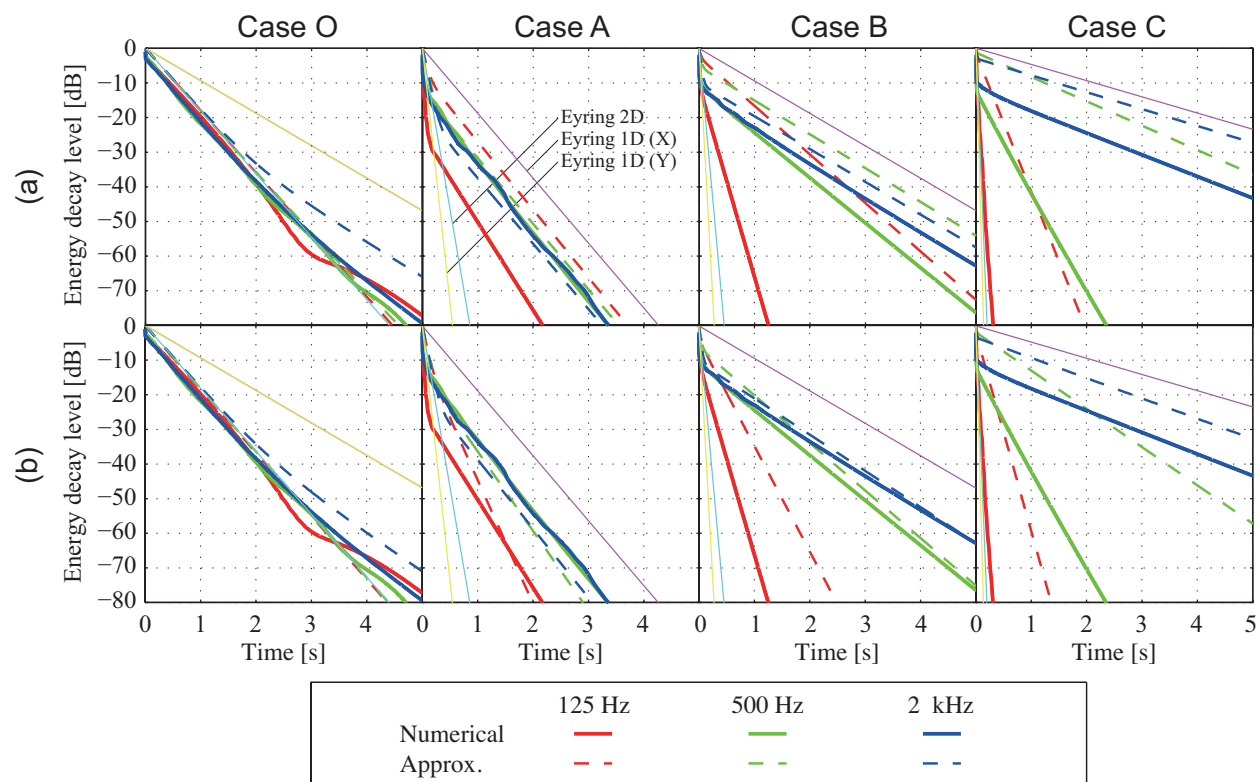 Case O Case A Case B Case C
(a)
Energy decay level [dB]
0
−10
−20
−30
−40
−50
−60
−70
0
Eyring 2D
Eyring 1D (X)
Eyring 1D (Y)
(b)
Energy decay level [dB]
−10
−20
−30
−40
−50
−60
−70
−80
0 1 2 3 4 0 1 2 3 4 0 1 2 3 4 0 1 2 3 4 5
Time [s] Time [s] Time [s] Time [s]
125 Hz 500 Hz 2 kHz
Numerical
Approx.